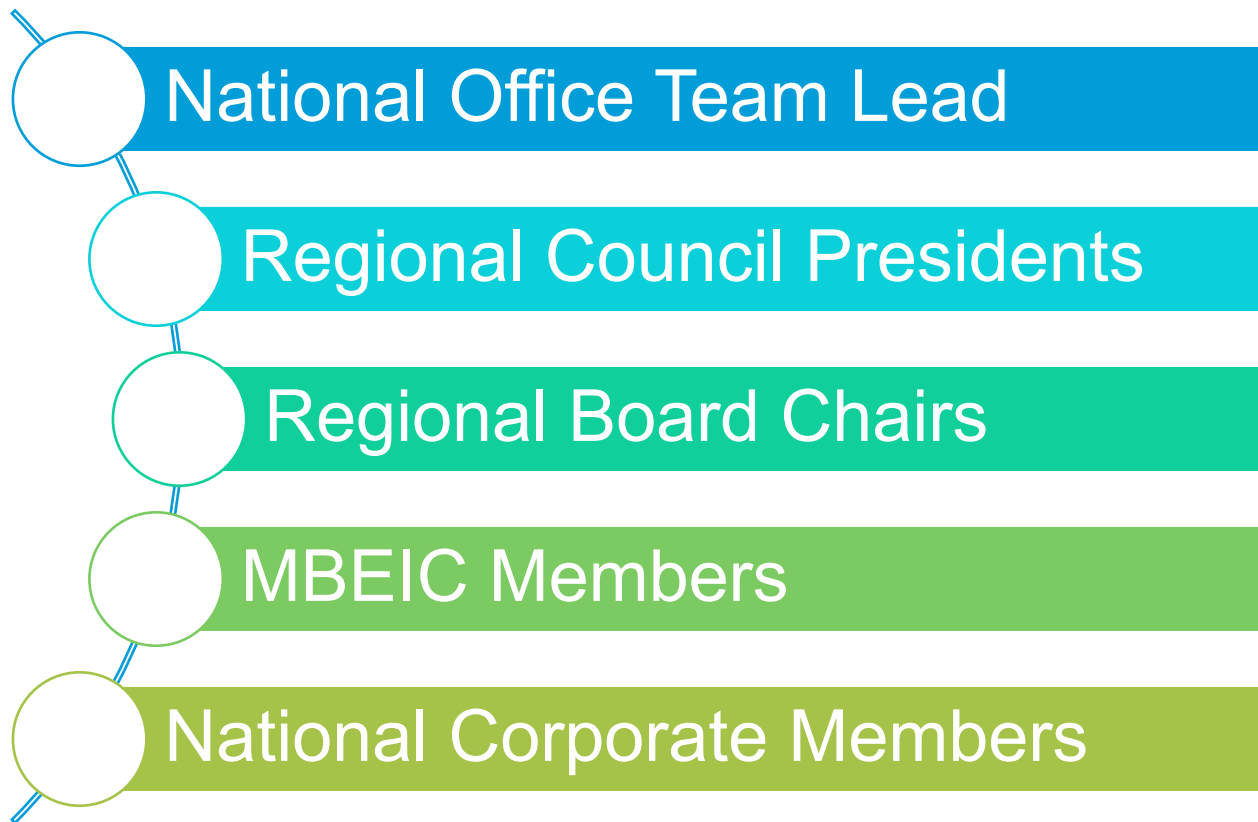 National Office Team Lead
Regional Council Presidents
Regional Board Chairs
MBEIC Members
National Corporate Members